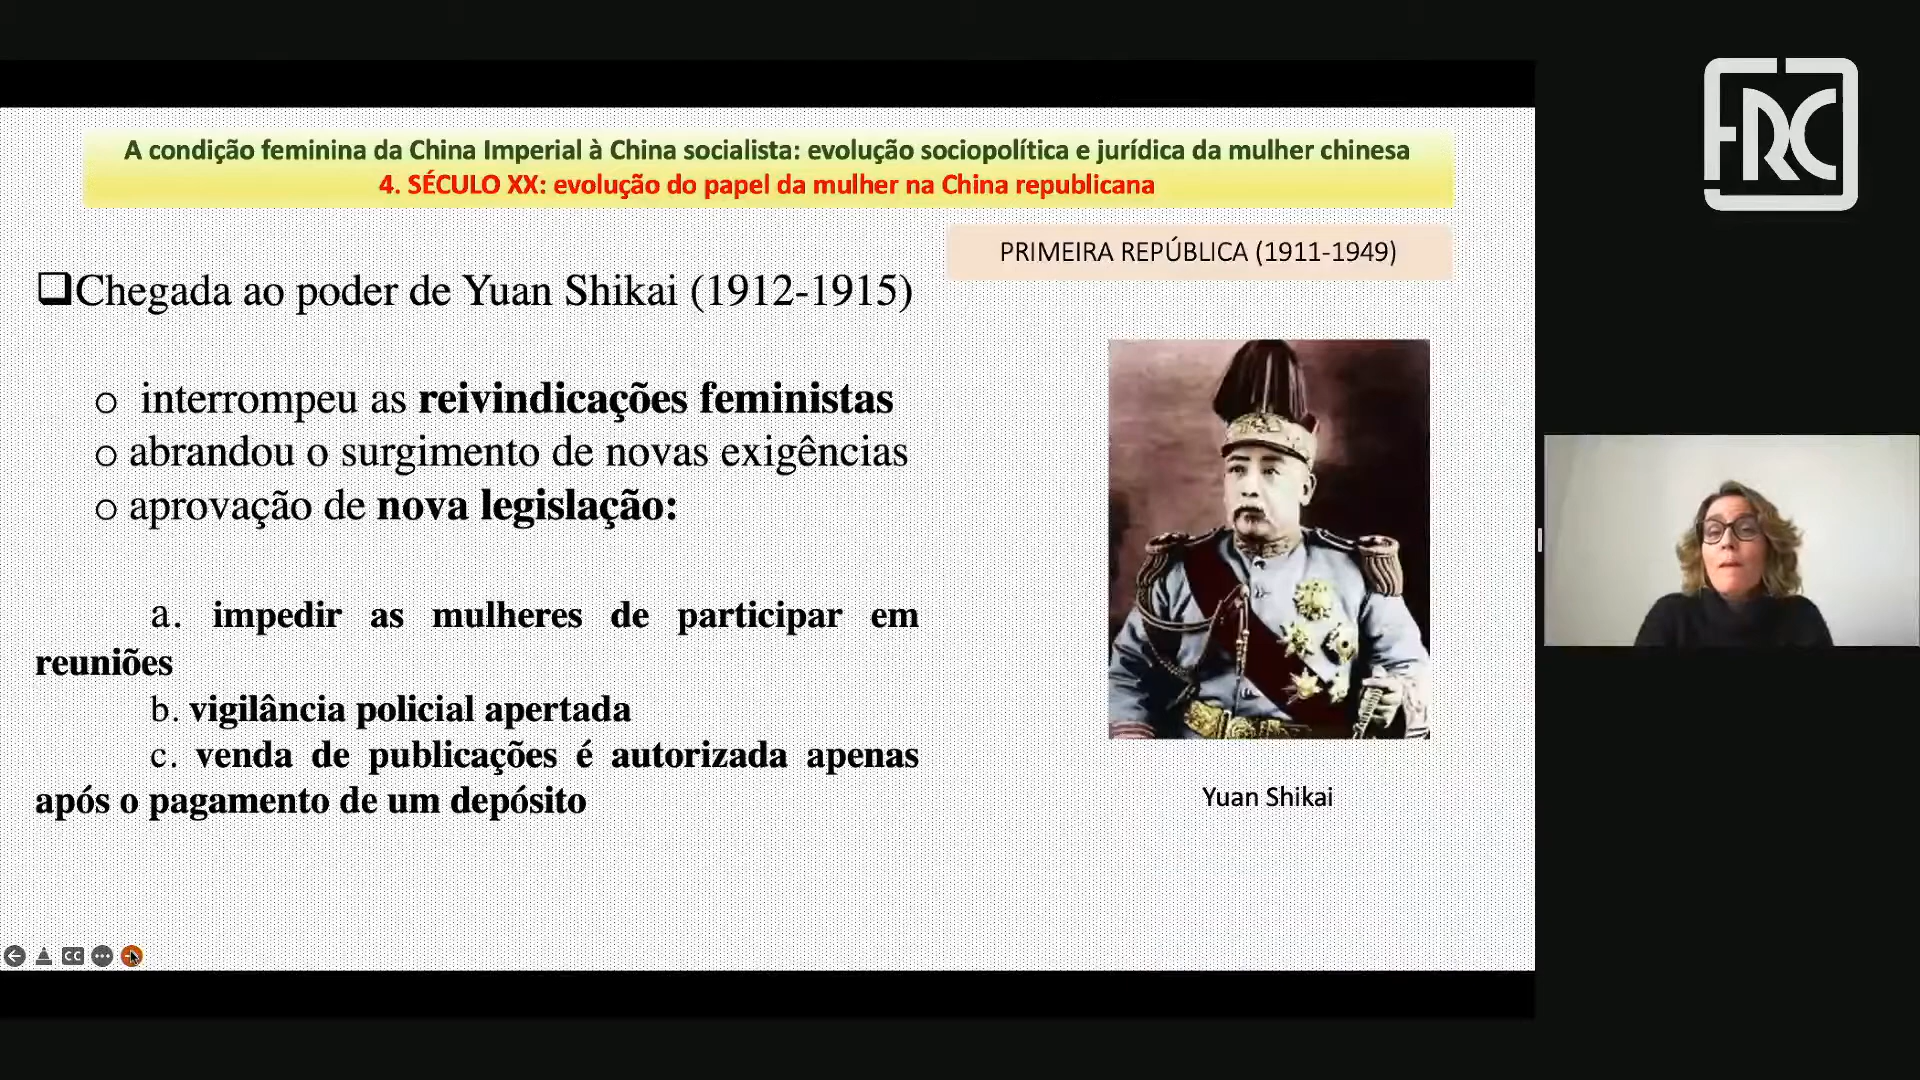 FRC
A condição feminina da China Imperial à China socialista: evolução sociopolítica e jurídica da mulher chinesa
4. SÉCULO XX: evolução do papel da mulher na China republicana
PRIMEIRA REPÚBLICA (1911-1949)
Chegada ao poder de Yuan Shikai (1912-1915)
o interrompeu as reivindicações feministas
o abrandou o surgimento de novas exigências
o aprovação de nova legislação:
a. impedir as mulheres de participar em
reuniões
b. vigilância policial apertada
c. venda de publicações é autorizada apenas
após o pagamento de um depósito
Yuan Shikai
CC